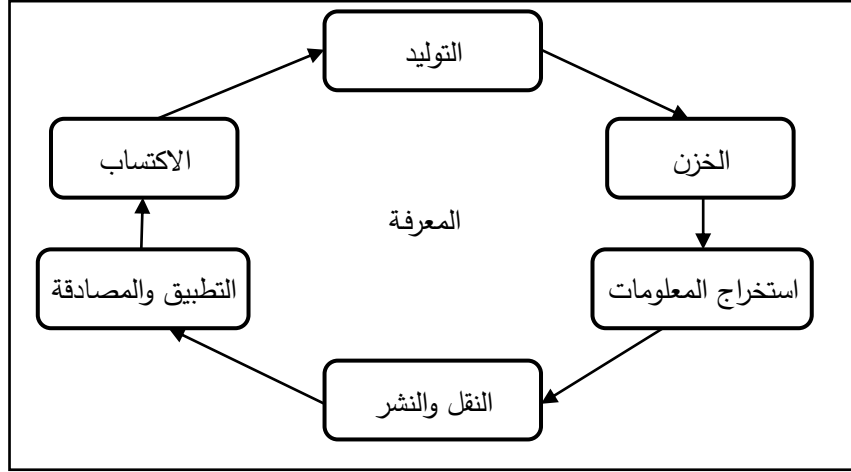 التوليد
الخزن
الاكتساب
المعرفة
استخراج المعلومات
التطبيق والمصادقة
النقل والنشر